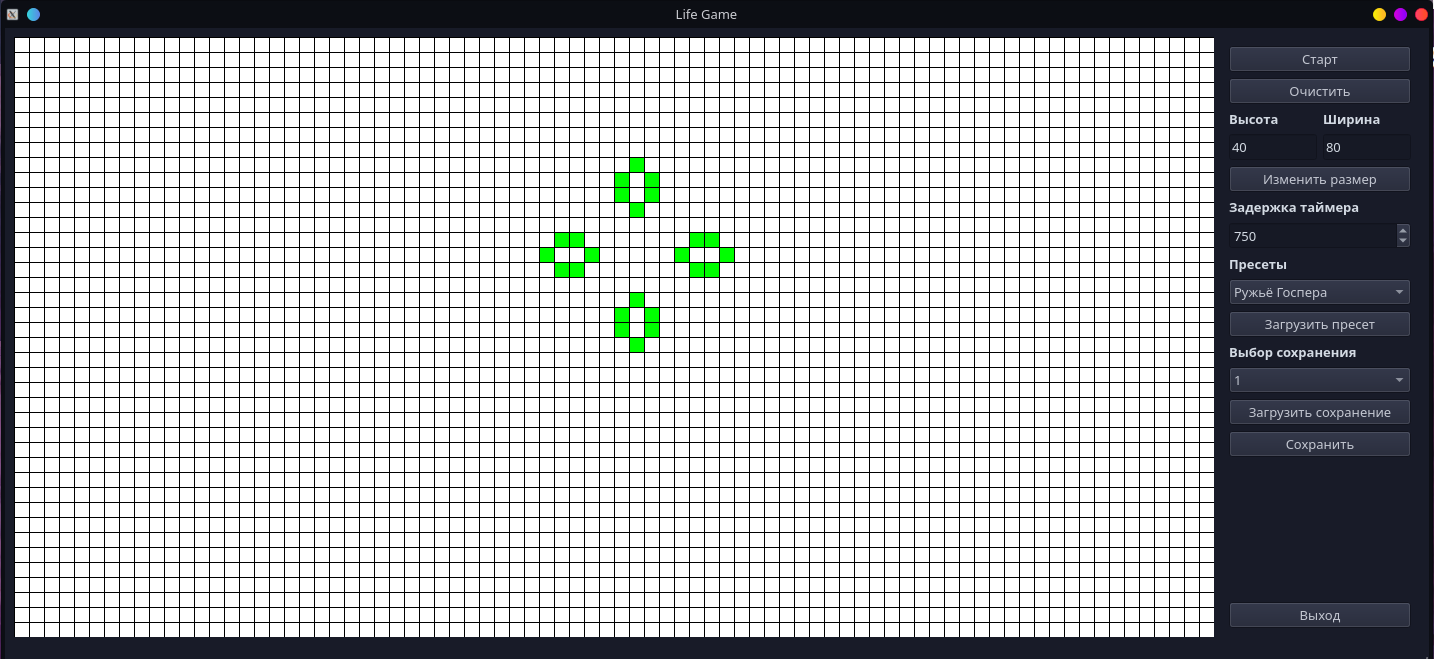 Life Game
Старт
Очистить
Высота Ширина
40 80
Изменить размер
Задержка таймера
750
Пресеты
Ружьё Госпера
Загрузить пресет
Выбор сохранения
1
Загрузить сохранение
Сохранить
Выход